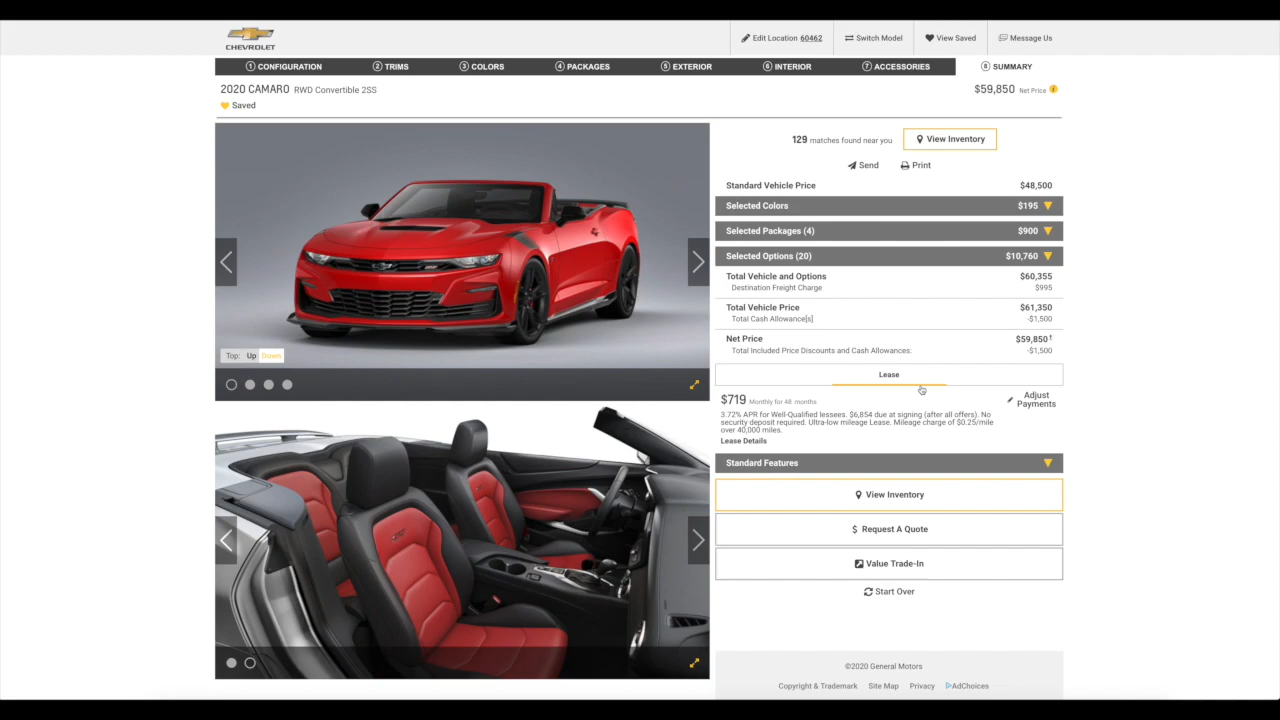 CHEVROLET
Edit Location 60462
Switch Model
View Saved
Message Us
1 CONFIGURATION
2 TRIMS
3 COLORS
4 PACKAGES
5 EXTERIOR
6 INTERIOR
7 ACCESSORIES
8 SUMMARY
2020 CAMARO RWD Convertible 2SS
$59,850 Net Price i
Saved
129 matches found near you
View Inventory
Send
Print
Standard Vehicle Price $48,500
Selected Colors $195
Selected Packages (4) $900
Selected Options (20) $10,760
Total Vehicle and Options $60,355
Destination Freight Charge $995
Total Vehicle Price $61,350
Total Cash Allowance[s] -$1,500
Net Price $59,850†
Total Included Price Discounts and Cash Allowances: -$1,500
Top: Up Down
Lease
$719 Monthly for 48 months
Adjust
Payments
3.72% APR for Well-Qualified lessees. $6,854 due at signing (after all offers). No
security deposit required. Ultra-low mileage Lease. Mileage charge of $0.25/mile
over 40,000 miles.
Lease Details
Standard Features
View Inventory
$ Request A Quote
Value Trade-In
Start Over
©2020 General Motors
Copyright & Trademark
Site Map
Privacy
AdChoices